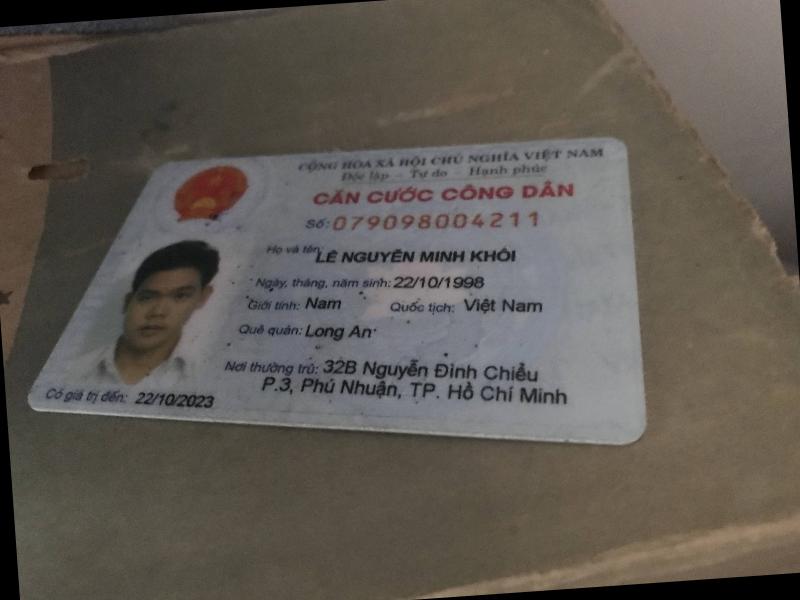 CỘNG HÒA XÃ HỘI CHỦ NGHĨA VIỆT NAM
Độc lập - Tự do - Hạnh phúc
CĂN CƯỚC CÔNG DÂN
Số: 079098004211
Họ và tên: LÊ NGUYỄN MINH KHÔI
Ngày, tháng, năm sinh: 22/10/1998
Giới tính: Nam Quốc tịch: Việt Nam
Quê quán: Long An
Nơi thường trú: 32B Nguyễn Đình Chiểu
P.3, Phú Nhuận, TP. Hồ Chí Minh
Có giá trị đến: 22/10/2023